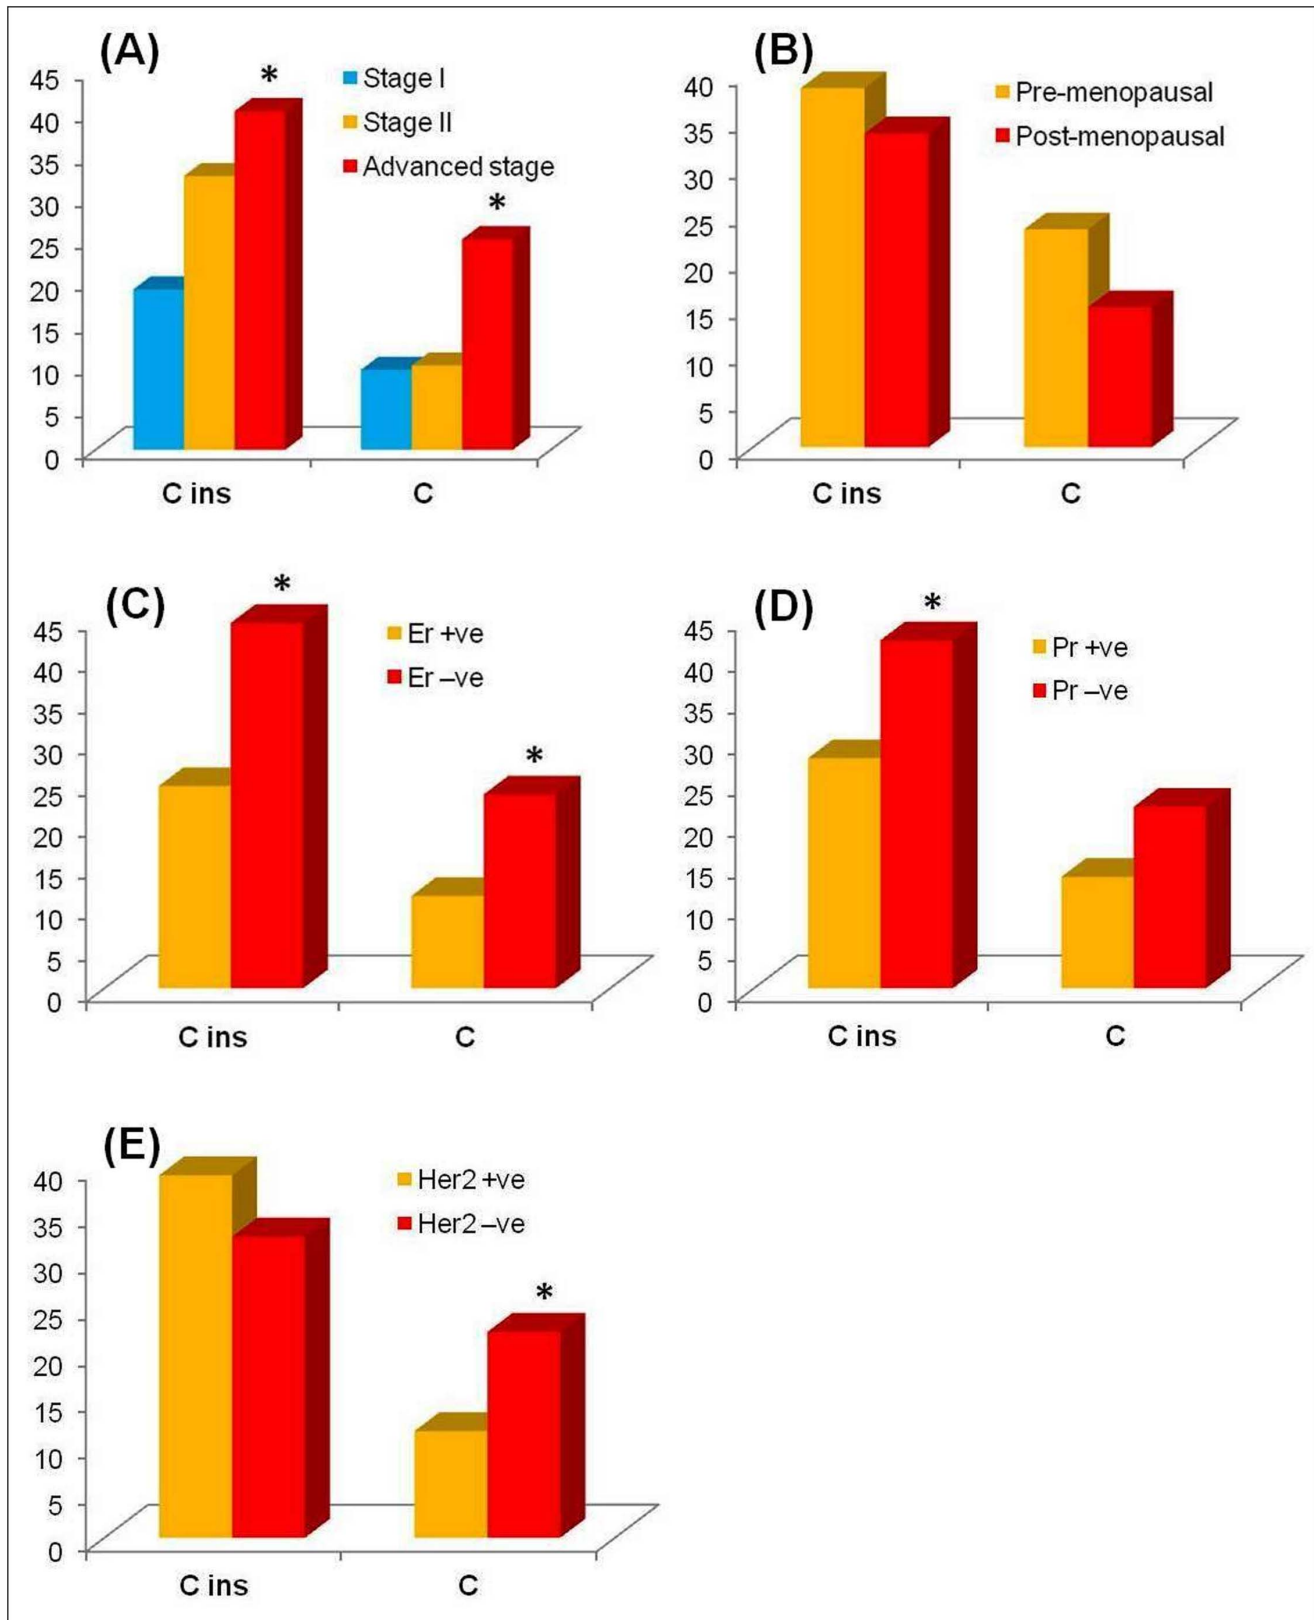 (A)
45
40
35
30
25
20
15
10
5
0
*
*
Stage I
Stage II
Advanced stage
C ins C
(B)
40
35
30
25
20
15
10
5
0
Pre-menopausal
Post-menopausal
C ins C
(C)
45
40
35
30
25
20
15
10
5
0
*
*
Er +ve
Er –ve
C ins C
(D)
45
40
35
30
25
20
15
10
5
0
*
Pr +ve
Pr –ve
C ins C
(E)
40
35
30
25
20
15
10
5
0
*
Her2 +ve
Her2 –ve
C ins C